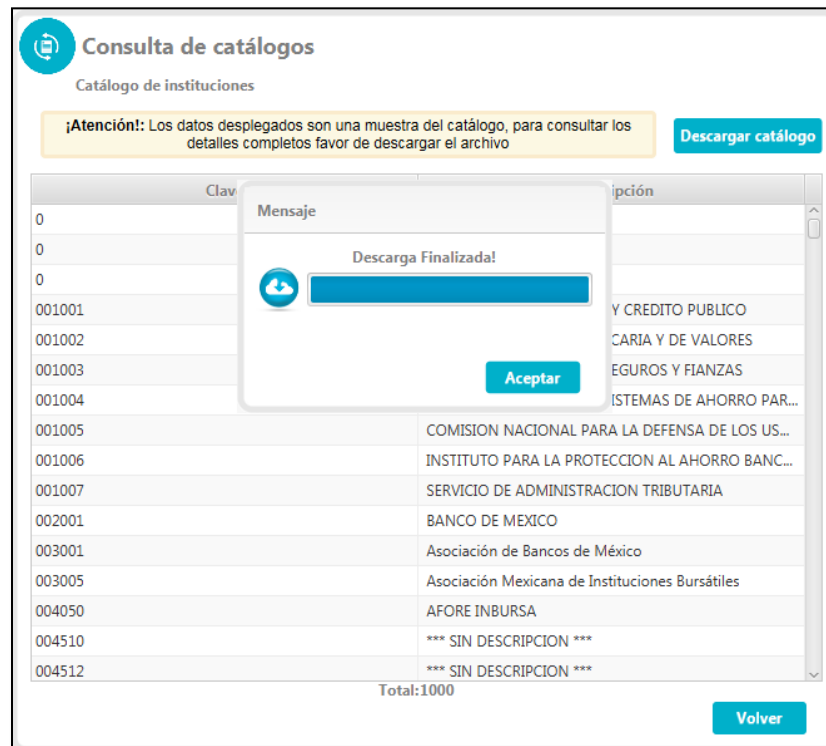 Consulta de catálogos
Catálogo de instituciones
¡Atención!: Los datos desplegados son una muestra del catálogo, para consultar los
detalles completos favor de descargar el archivo
Descargar catálogo
Mensaje
Descarga Finalizada!
Aceptar
0
0
0
001001 Y CREDITO PUBLICO
001002 CARIA Y DE VALORES
001003 EGUROS Y FIANZAS
001004 ISTEMAS DE AHORRO PAR...
001005 COMISION NACIONAL PARA LA DEFENSA DE LOS US...
001006 INSTITUTO PARA LA PROTECCION AL AHORRO BANC...
001007 SERVICIO DE ADMINISTRACION TRIBUTARIA
002001 BANCO DE MEXICO
003001 Asociación de Bancos de México
003005 Asociación Mexicana de Instituciones Bursátiles
004050 AFORE INBURSA
004510 *** SIN DESCRIPCION ***
004512 *** SIN DESCRIPCION ***
Total:1000
Volver